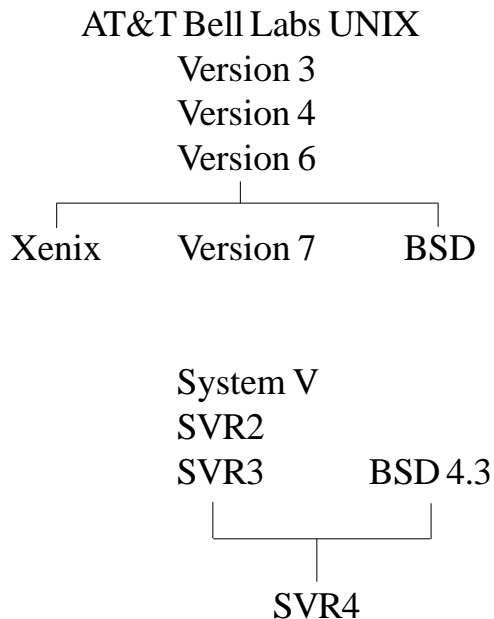 AT&T Bell Labs UNIX
Version 3
Version 4
Version 6
Xenix Version 7 BSD
System V
SVR2
SVR3 BSD 4.3
SVR4